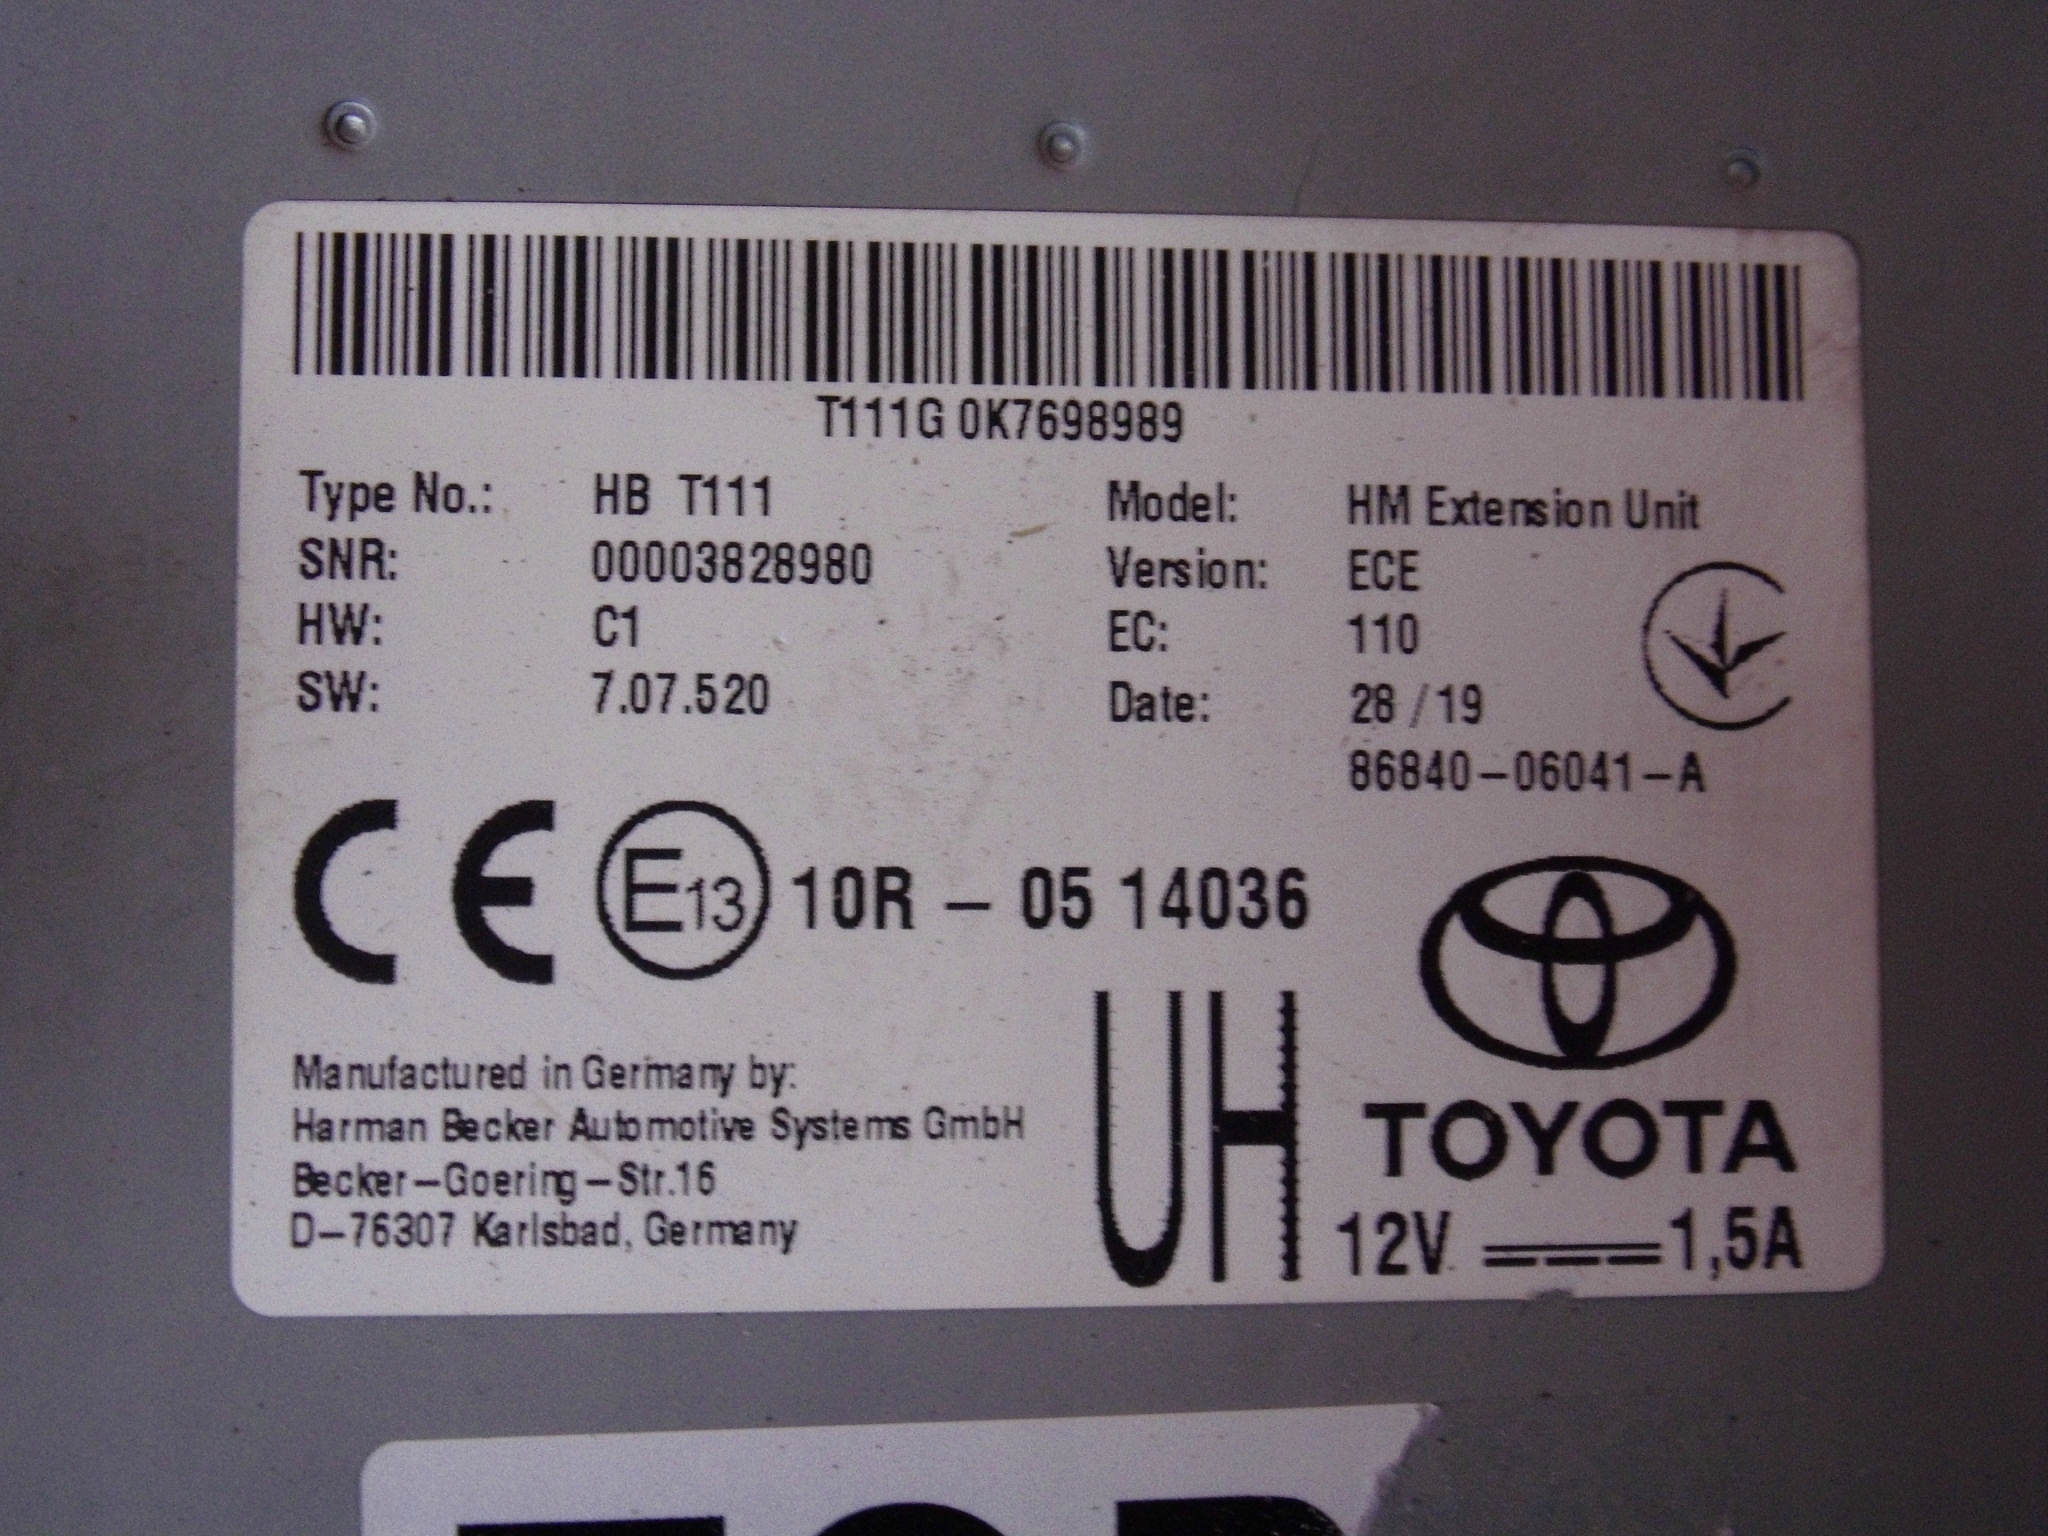 T111G 0K7698989
Type No.: HB T111 Model: HM Extension Unit
SNR: 00003828980 Version: ECE
HW: C1 EC: 110
SW: 7.07.520 Date: 28 / 19
86840-06041-A
CE E13 10R - 05 14036
Manufactured in Germany by:
Harman Becker Automotive Systems GmbH
Becker-Goering-Str.16
D-76307 Karlsbad, Germany
UH
TOYOTA
12V 1,5A